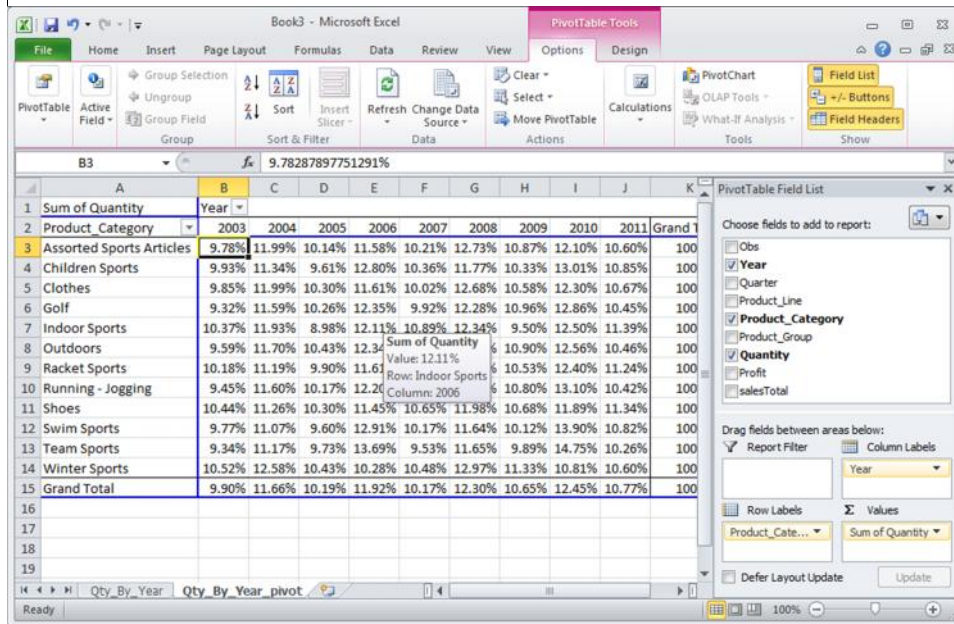 Book3 - Microsoft Excel PivotTable Tools
File Home Insert Page Layout Formulas Data Review View Options Design
PivotTable Active Field Group Selection Ungroup Group Field Sort Insert Slicer Refresh Change Data Source Clear Select Move PivotTable Calculations PivotChart OLAP Tools What-If Analysis Field List +/- Buttons Field Headers
Group Sort & Filter Data Actions Tools Show
B3 fx 9.78287897751291%
A B C D E F G H I J K
1 Sum of Quantity Year
2 Product_Category 2003 2004 2005 2006 2007 2008 2009 2010 2011 Grand T
3 Assorted Sports Articles 9.78% 11.99% 10.14% 11.58% 10.21% 12.73% 10.87% 12.10% 10.60% 100
4 Children Sports 9.93% 11.34% 9.61% 12.80% 10.36% 11.77% 10.33% 13.01% 10.85% 100
5 Clothes 9.85% 11.99% 10.30% 11.61% 10.02% 12.68% 10.58% 12.30% 10.67% 100
6 Golf 9.32% 11.59% 10.26% 12.35% 9.92% 12.28% 10.96% 12.86% 10.45% 100
7 Indoor Sports 10.37% 11.93% 8.98% 12.11% 10.89% 12.34% 9.50% 12.50% 11.39% 100
8 Outdoors 9.59% 11.70% 10.43% 12.34 10.90% 12.56% 10.46% 100
9 Racket Sports 10.18% 11.19% 9.90% 11.61 10.53% 12.40% 11.24% 100
10 Running - Jogging 9.45% 11.60% 10.17% 12.20 10.80% 13.10% 10.42% 100
11 Shoes 10.44% 11.26% 10.30% 11.45% 10.65% 11.98% 10.68% 11.89% 11.34% 100
12 Swim Sports 9.77% 11.07% 9.60% 12.91% 10.17% 11.64% 10.12% 13.90% 10.82% 100
13 Team Sports 9.34% 11.17% 9.73% 13.69% 9.53% 11.65% 9.89% 14.75% 10.26% 100
14 Winter Sports 10.52% 12.58% 10.43% 10.28% 10.48% 12.97% 11.33% 10.81% 10.60% 100
15 Grand Total 9.90% 11.66% 10.19% 11.92% 10.17% 12.30% 10.65% 12.45% 10.77% 100
16
17
18
19
Sum of Quantity
Value: 12.11%
Row: Indoor Sports
Column: 2006
PivotTable Field List
Choose fields to add to report:
Obs
Year
Quarter
Product_Line
Product_Category
Product_Group
Quantity
Profit
salesTotal
Drag fields between areas below:
Report Filter Column Labels
Year
Row Labels Σ Values
Product_Cate... Sum of Quantity
Defer Layout Update Update
Qty_By_Year Qty_By_Year_pivot
Ready 100%